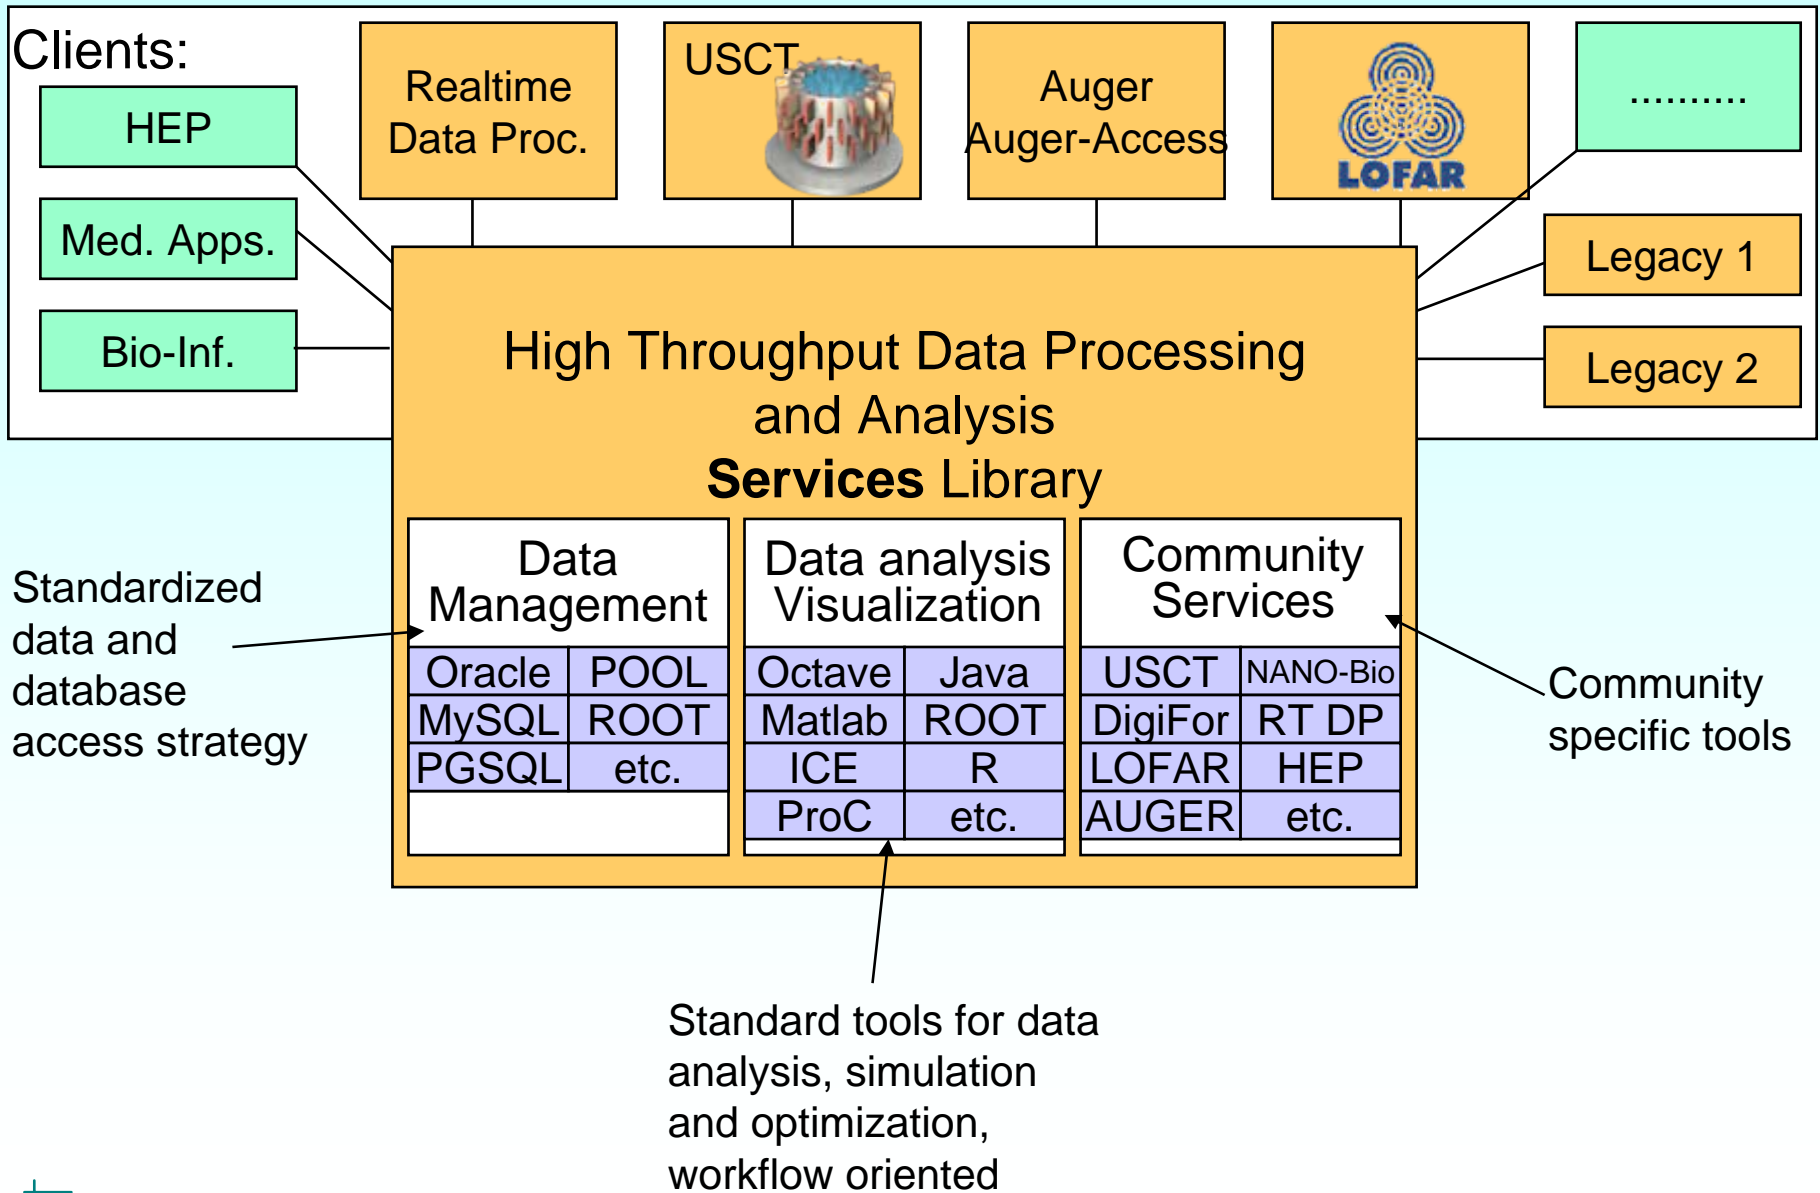 Clients:
HEP
Med. Apps.
Bio-Inf.
Realtime
Data Proc.
USCT
Auger
Auger-Access
LOFAR
..........
Legacy 1
Legacy 2
High Throughput Data Processing
and Analysis
Services Library
Data
Management
Oracle POOL
MySQL ROOT
PGSQL etc.
Data analysis
Visualization
Octave Java
Matlab ROOT
ICE R
ProC etc.
Community
Services
USCT NANO-Bio
DigiFor RT DP
LOFAR HEP
AUGER etc.
Standardized
data and
database
access strategy
Community
specific tools
Standard tools for data
analysis, simulation
and optimization,
workflow oriented